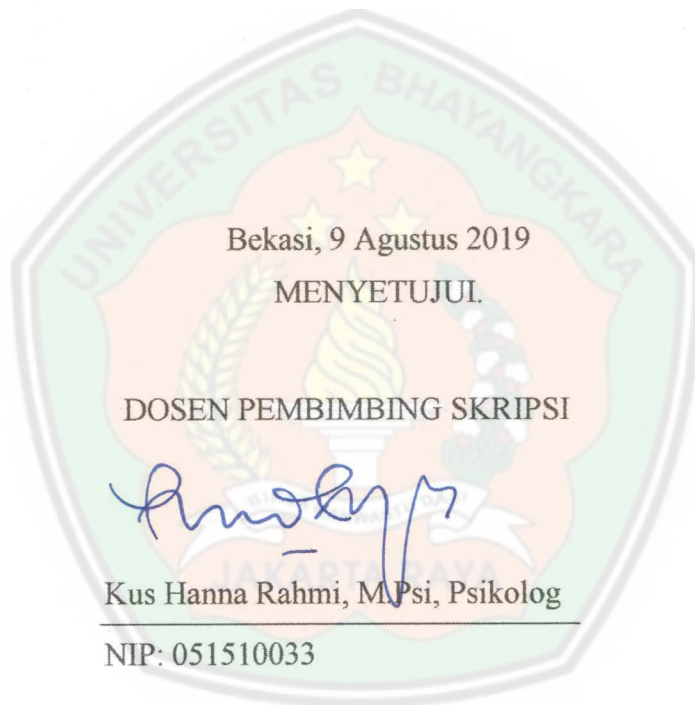 UNIVERSITAS BHAYANGKARA
Bekasi, 9 Agustus 2019
MENYETUJUI.
DOSEN PEMBIMBING SKRIPSI
JAKARTA RAYA
Kus Hanna Rahmi, M.Psi, Psikolog
NIP: 051510033